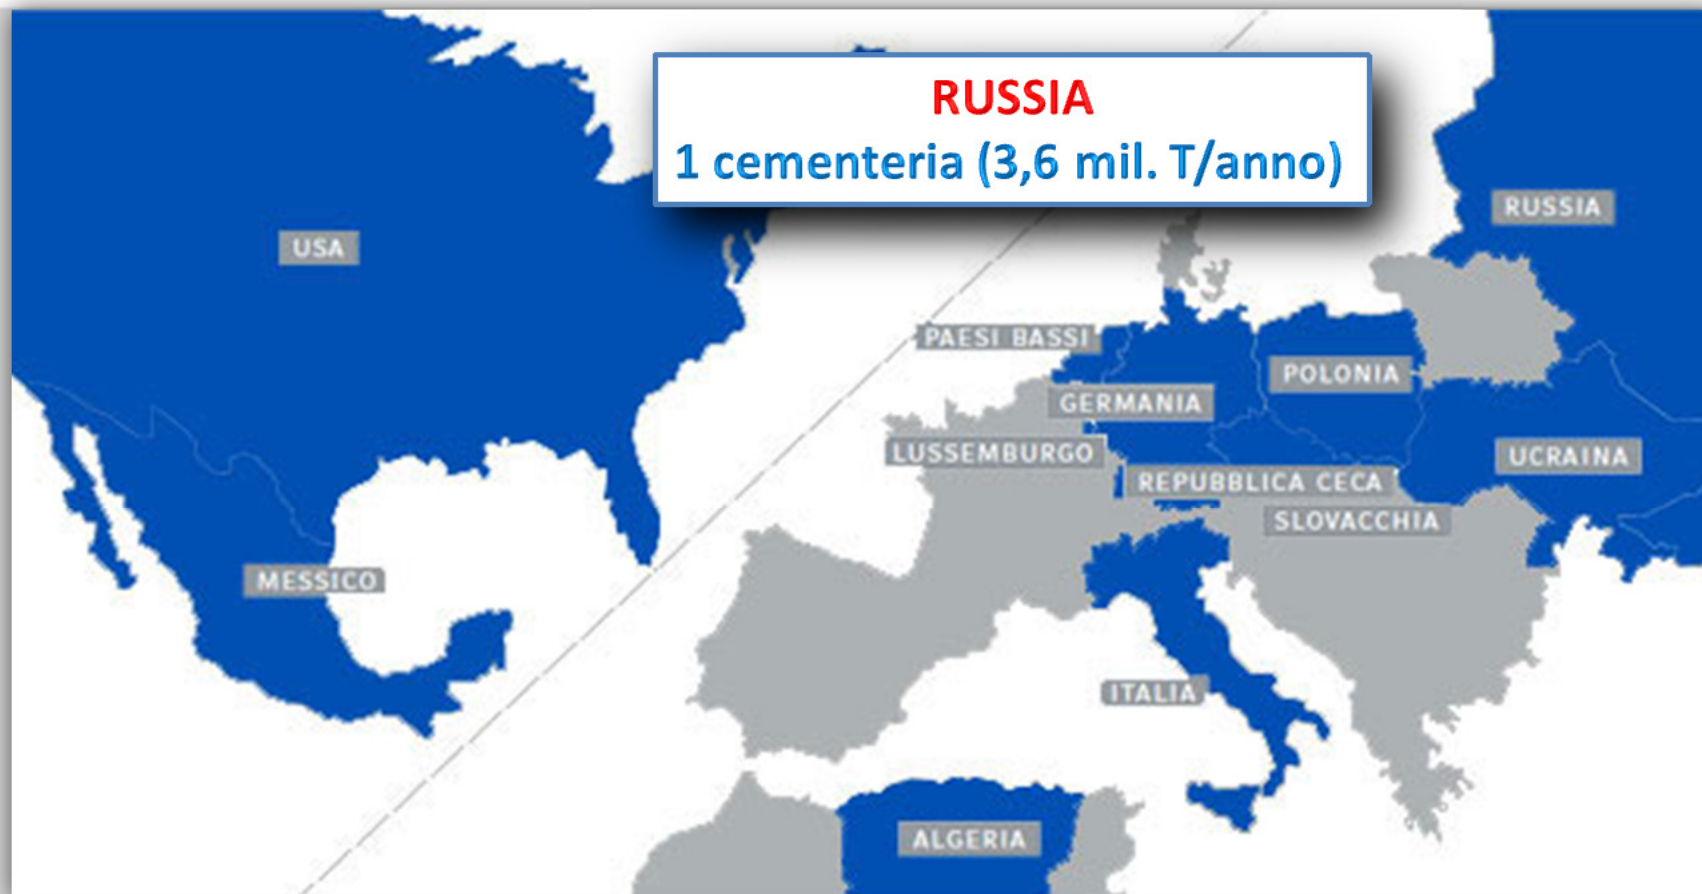 RUSSIA
1 cementeria (3,6 mil. T/anno)
RUSSIA
USA
PAESI BASSI
POLONIA
GERMANIA
LUSSEMBURGO
UCRAINA
REPUBBLICA CECA
SLOVACCHIA
MESSICO
ITALIA
ALGERIA